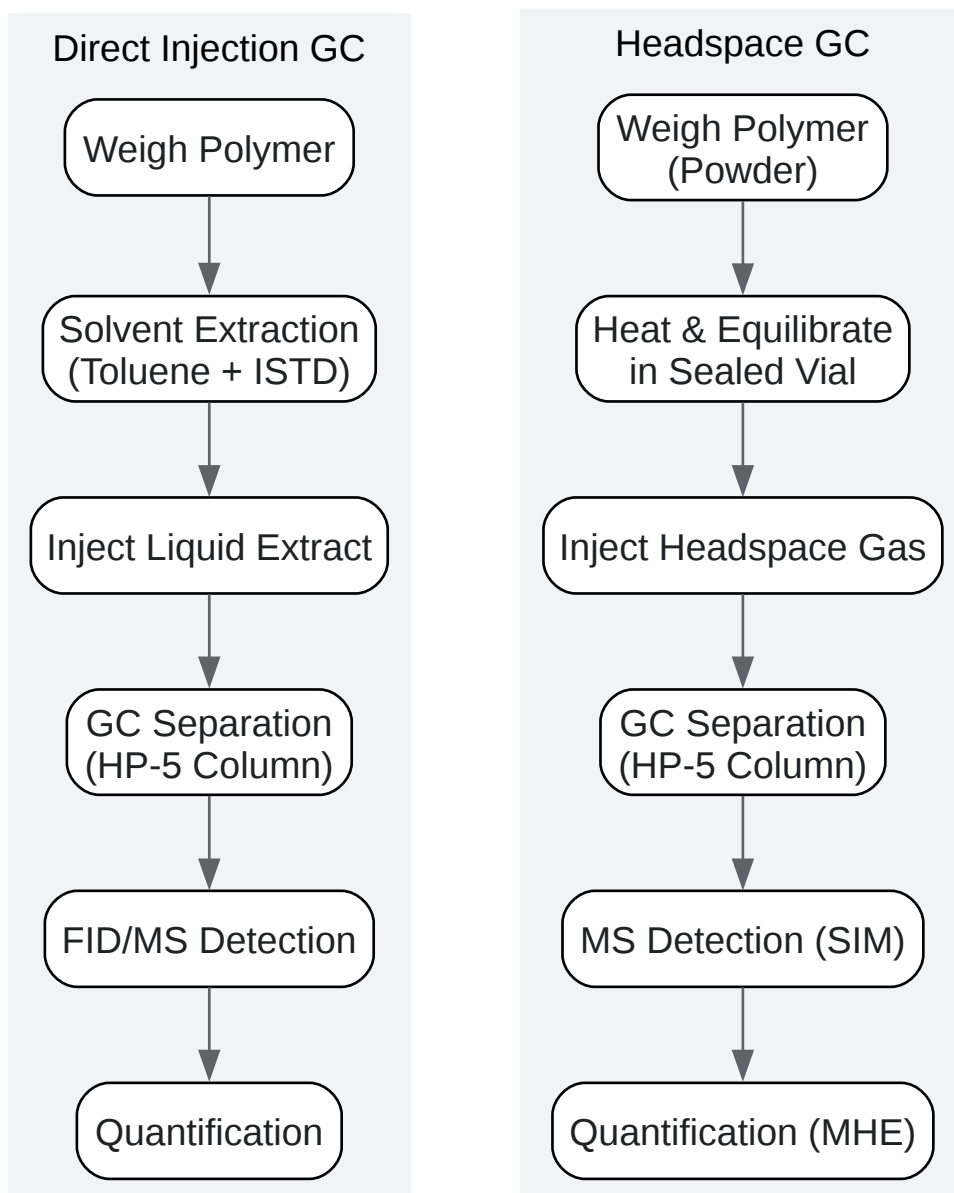 Direct Injection GC
Weigh Polymer
Solvent Extraction
(Toluene + ISTD)
Inject Liquid Extract
GC Separation
(HP-5 Column)
FID/MS Detection
Quantification
Headspace GC
Weigh Polymer
(Powder)
Heat & Equilibrate
in Sealed Vial
Inject Headspace Gas
GC Separation
(HP-5 Column)
MS Detection (SIM)
Quantification (MHE)